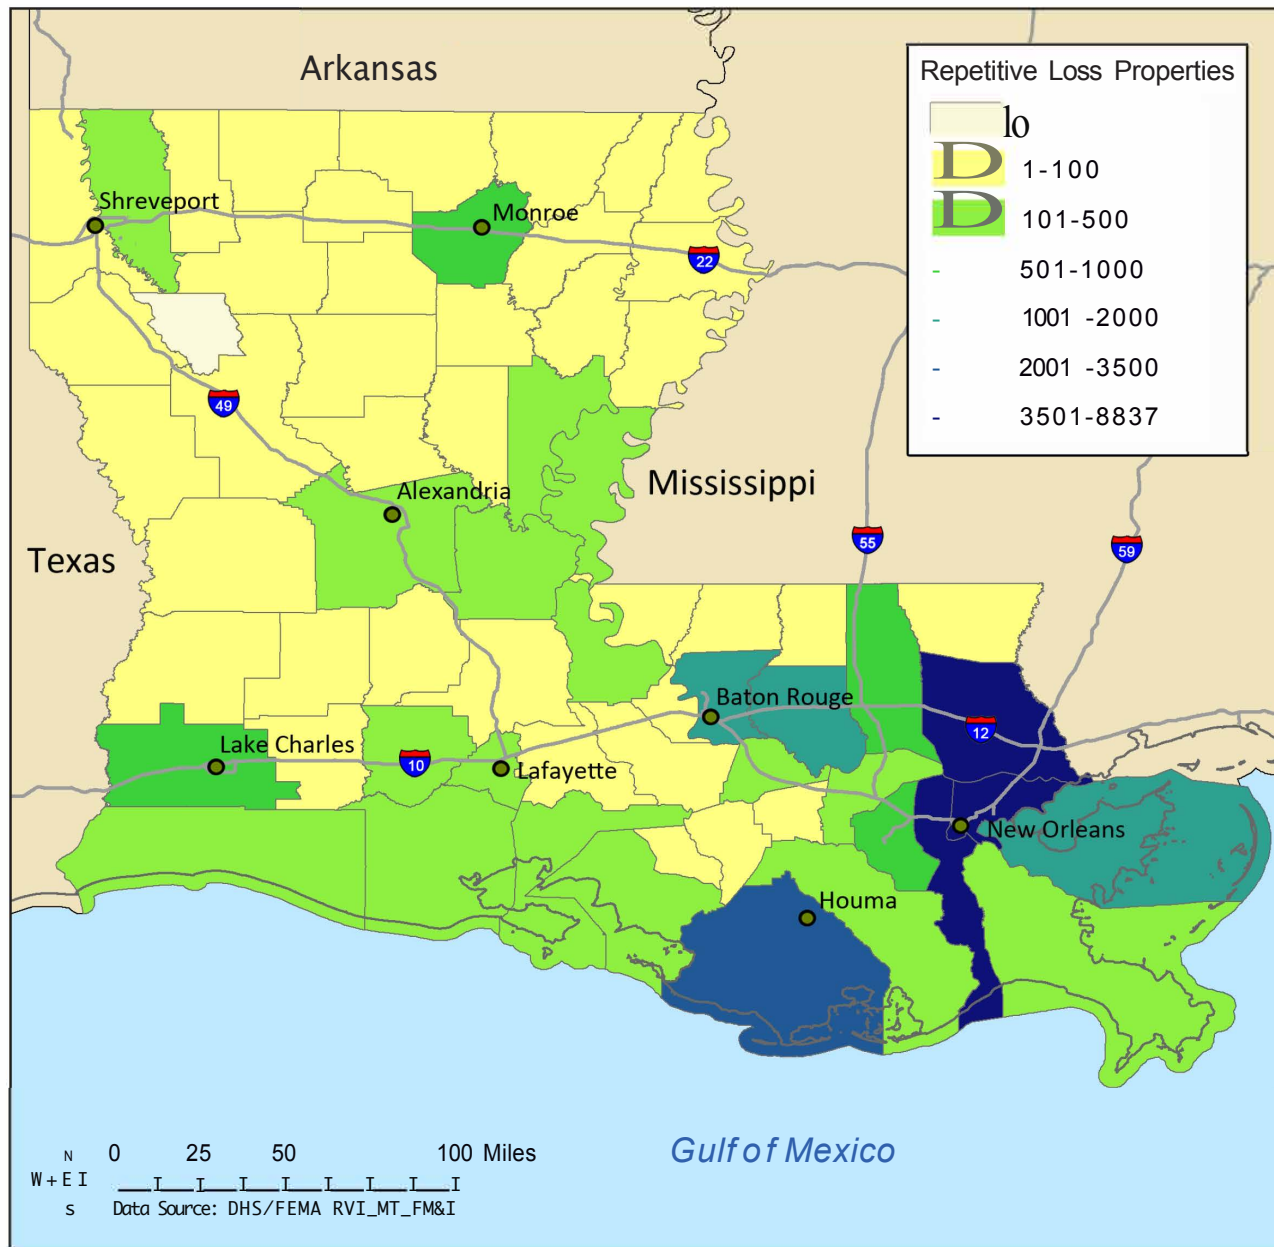 Arkansas
Repetitive Loss Properties
lo
D 1-100
D 101-500
- 501-1000
- 1001 -2000
- 2001 -3500
- 3501-8837
Shreveport
Monroe
22
49
Alexandria
Mississippi
Texas
55
59
Baton Rouge
Lake Charles
12
10
Lafayette
New Orleans
Houma
Gulf of Mexico
N 0 25 50 100 Miles
W+EI
s Data Source: DHS/FEMA RVI_MT_FM&I